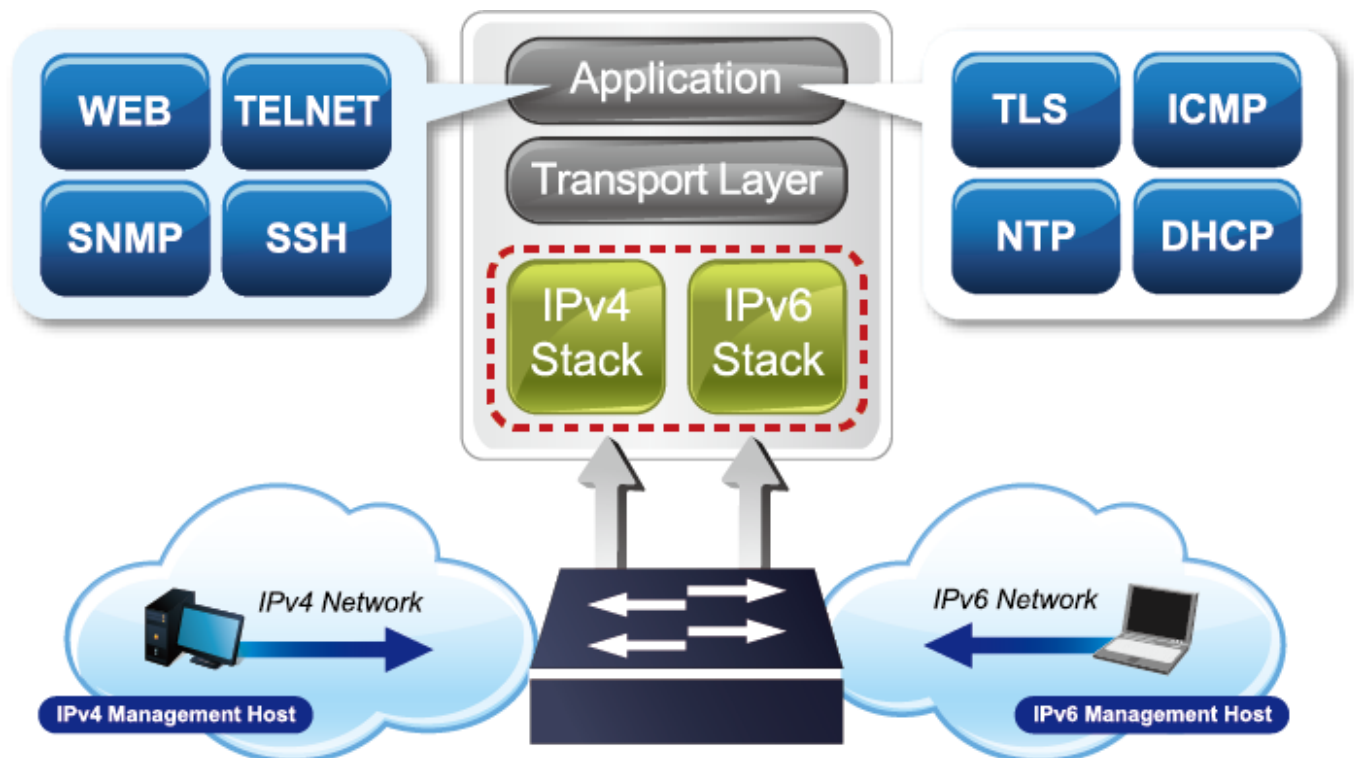 WEB
TELNET
SNMP
SSH
Application
Transport Layer
IPv4
Stack
IPv6
Stack
TLS
ICMP
NTP
DHCP
IPv4 Network
IPv4 Management Host
IPv6 Network
IPv6 Management Host